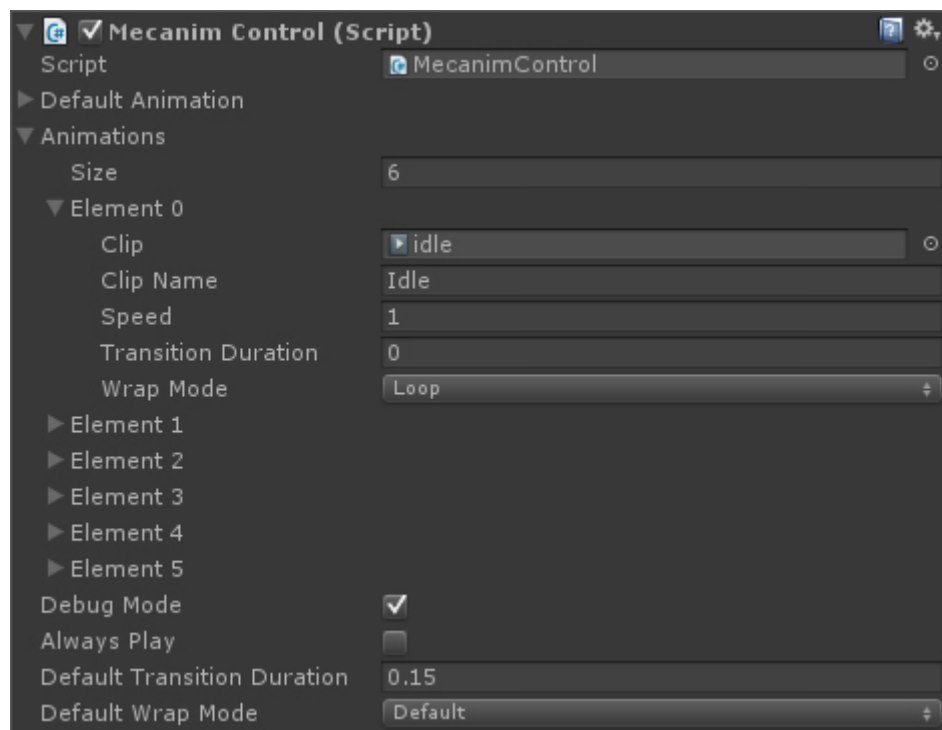 Mecanim Control (Script)
Script MecanimControl
Default Animation
Animations
Size 6
Element 0
Clip idle
Clip Name Idle
Speed 1
Transition Duration 0
Wrap Mode Loop
Element 1
Element 2
Element 3
Element 4
Element 5
Debug Mode
Always Play
Default Transition Duration 0.15
Default Wrap Mode Default